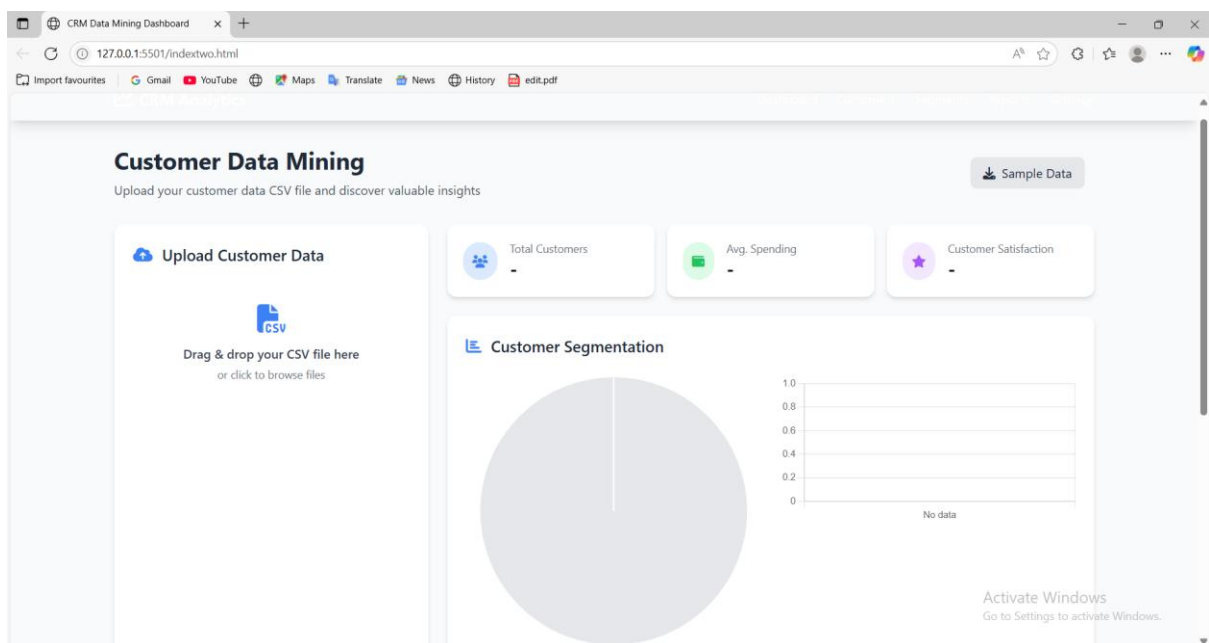 CRM Data Mining Dashboard
127.0.0.1:5501/indextwo.html
Import favourites G Gmail YouTube Maps Translate News History edit.pdf
CRM Analytics
Customer Data Mining
Upload your customer data CSV file and discover valuable insights
Sample Data
Upload Customer Data
CSV
Drag & drop your CSV file here
or click to browse files
Total Customers
-
Avg. Spending
-
Customer Satisfaction
-
Customer Segmentation
1.0
0.8
0.6
0.4
0.2
0
No data
Activate Windows
Go to Settings to activate Windows.